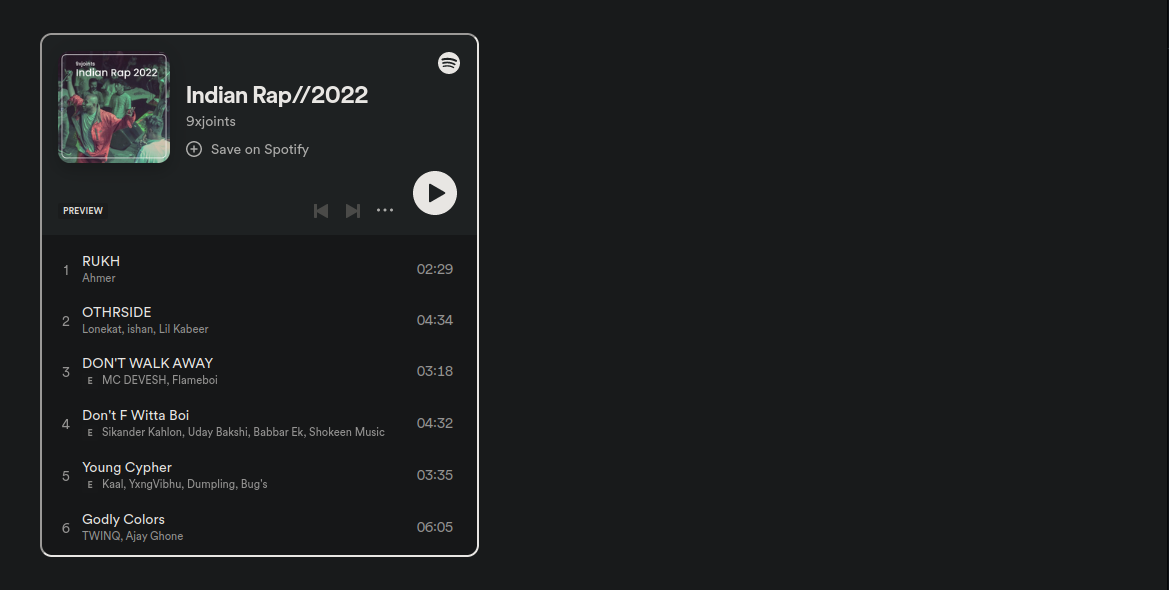 9xjoints
Indian Rap 2022
Indian Rap//2022
9xjoints
Save on Spotify
PREVIEW
1
RUKH
02:29
Ahmer
2
OTHRSIDE
04:34
Lonekat, ishan, Lil Kabeer
3
DON'T WALK AWAY
03:18
E MC DEVESH, Flameboi
4
Don't F Witta Boi
04:32
E Sikander Kahlon, Uday Bakshi, Babbar Ek, Shokeen Music
5
Young Cypher
03:35
E Kaal, YxngVibhu, Dumpling, Bug's
6
Godly Colors
06:05
TWINQ, Ajay Ghone